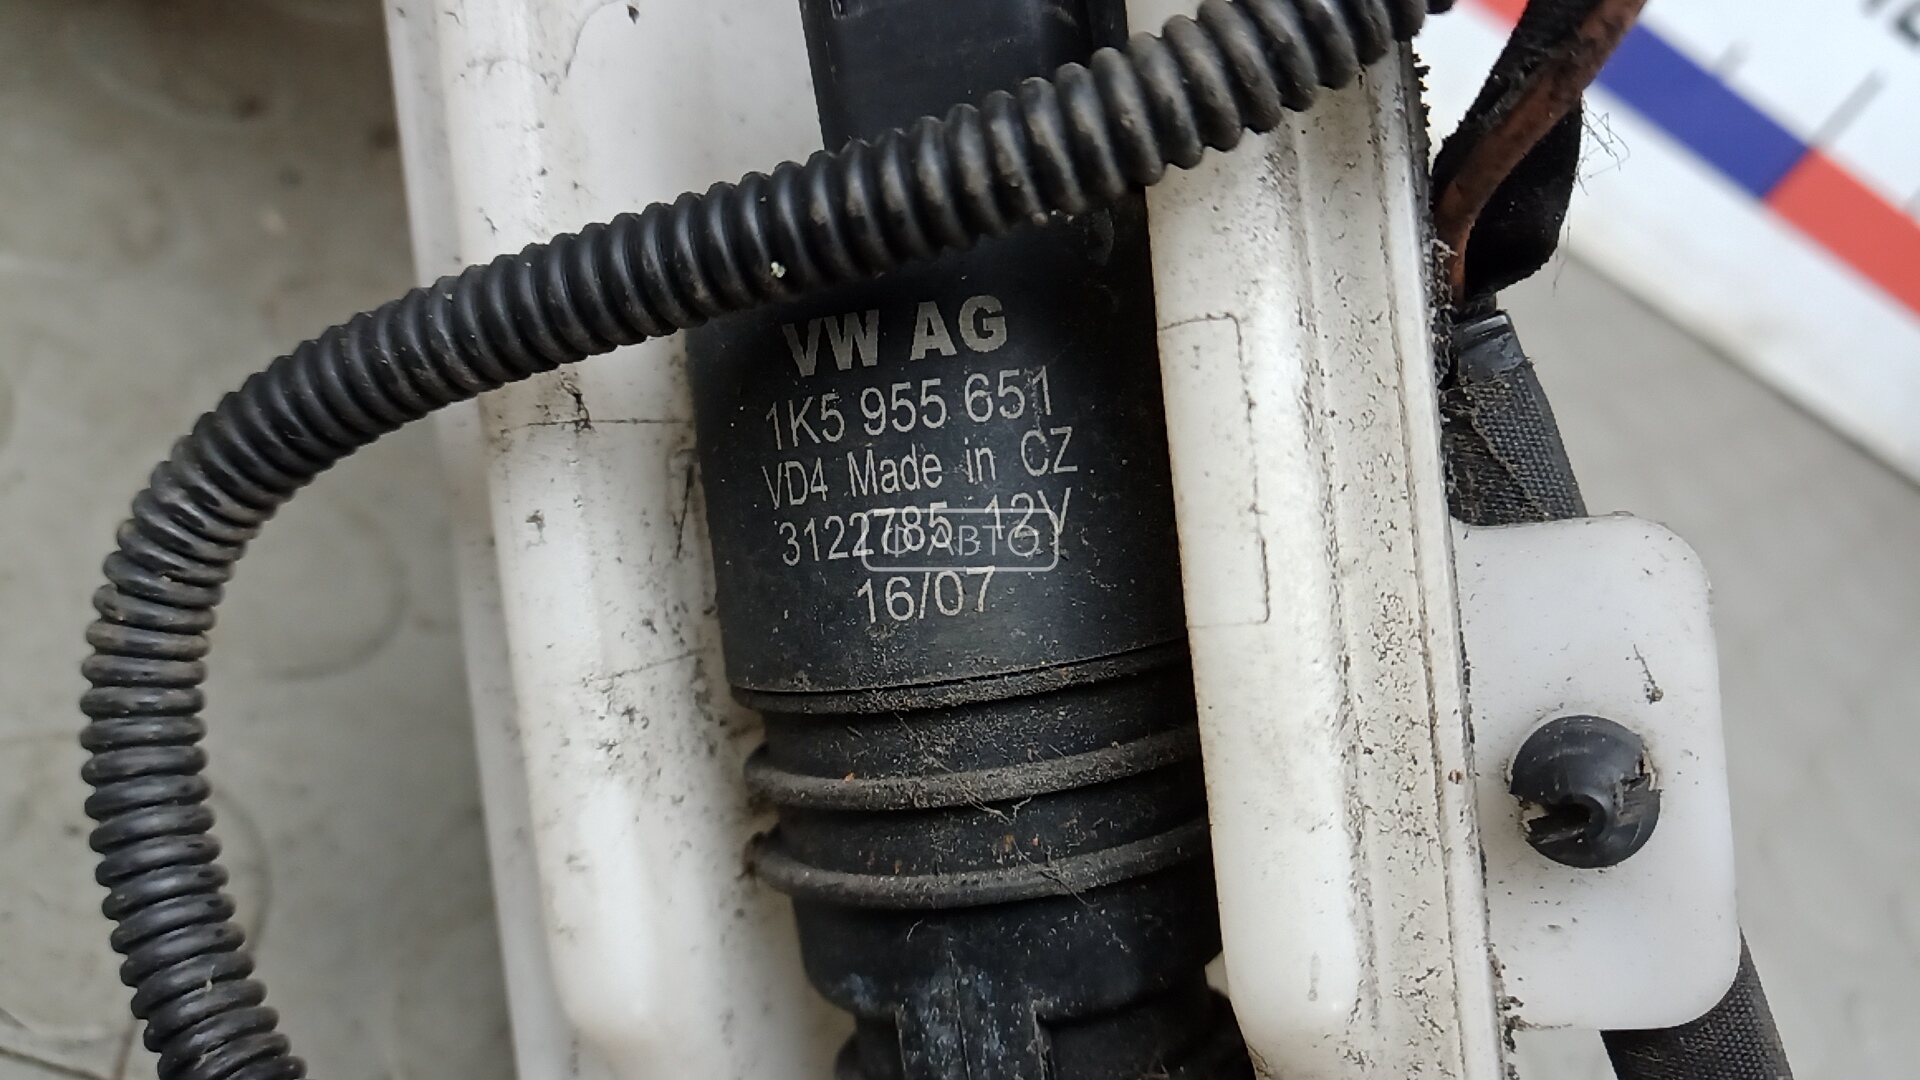 VW AG
1K5 955 651
VD4 Made in CZ
3122785 12V
16/07